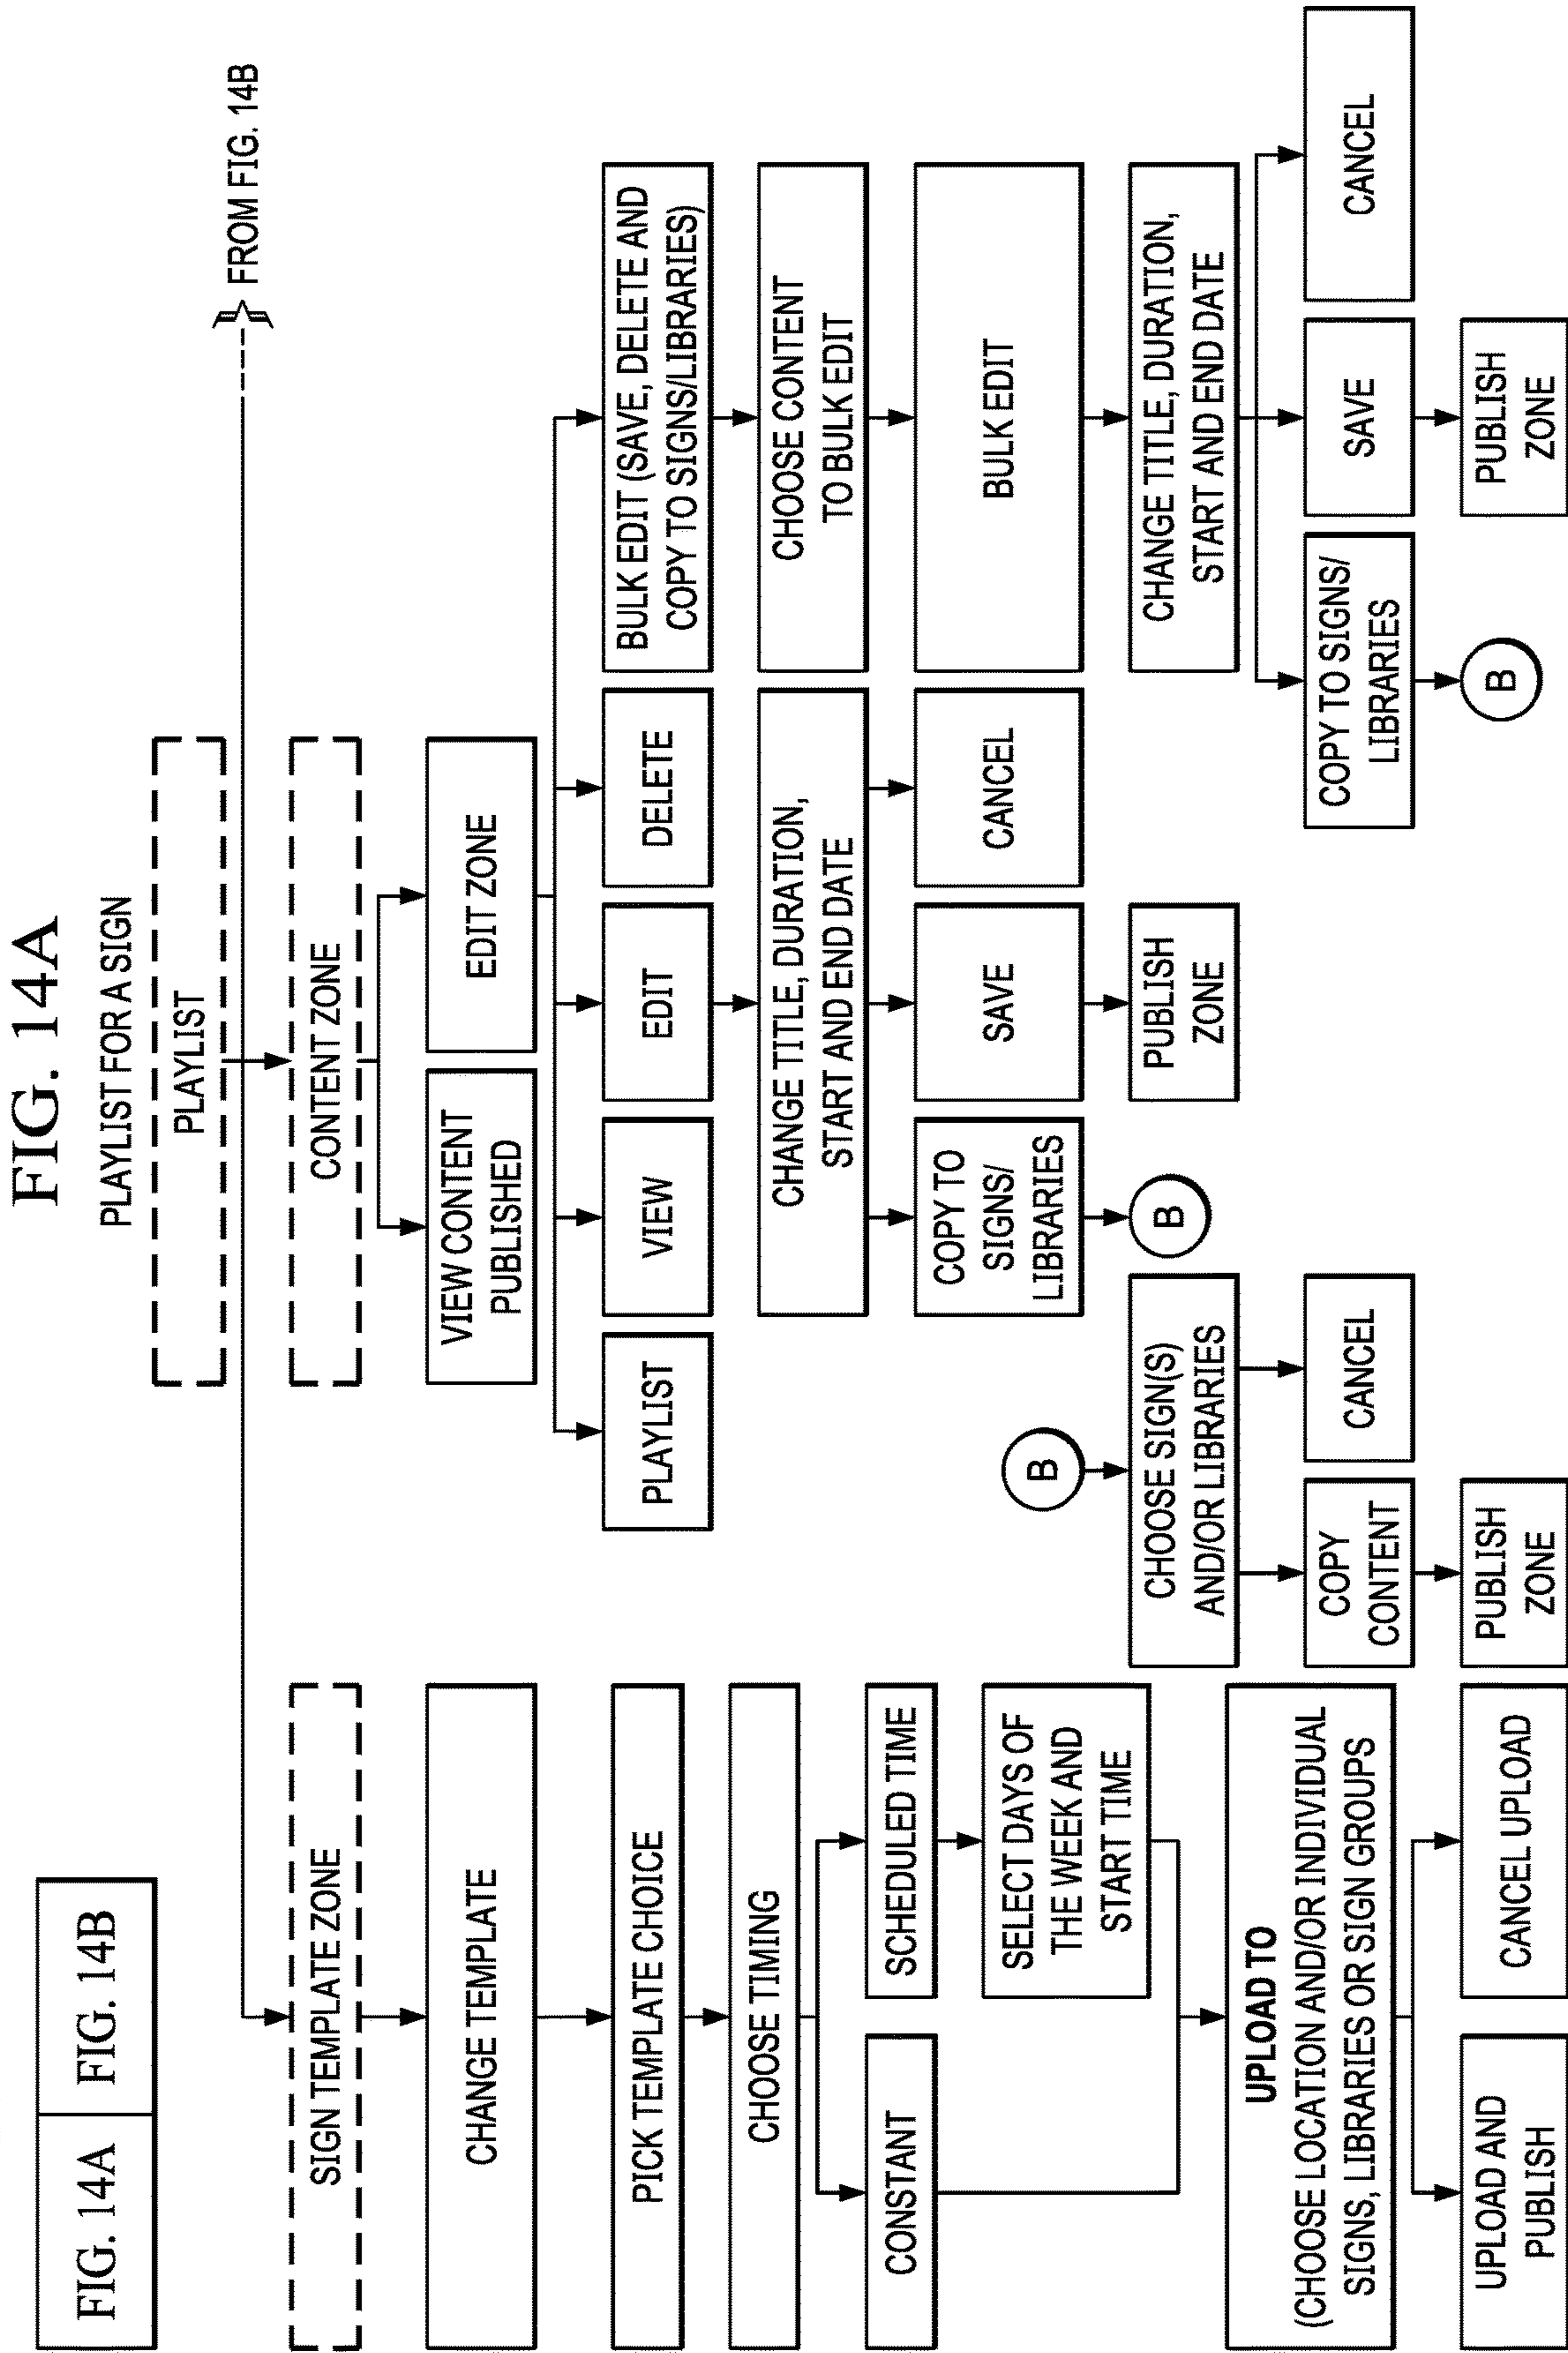 FIG. 14A
FIG. 14B
FIG. 14A
PLAYLIST FOR A SIGN
PLAYLIST
FROM FIG. 14B
SIGN TEMPLATE ZONE
CHANGE TEMPLATE
PICK TEMPLATE CHOICE
CHOOSE TIMING
CONSTANT
SCHEDULED TIME
SELECT DAYS OF
THE WEEK AND
START TIME
UPLOAD TO
(CHOOSE LOCATION AND/OR INDIVIDUAL
SIGNS, LIBRARIES OR SIGN GROUPS
UPLOAD AND
PUBLISH
CANCEL UPLOAD
CONTENT ZONE
VIEW CONTENT
PUBLISHED
EDIT ZONE
PLAYLIST
VIEW
EDIT
DELETE
BULK EDIT (SAVE, DELETE AND
COPY TO SIGNS/LIBRARIES)
CHANGE TITLE, DURATION,
START AND END DATE
COPY TO
SIGNS/
LIBRARIES
B
SAVE
PUBLISH
ZONE
CANCEL
CHOOSE CONTENT
TO BULK EDIT
BULK EDIT
CHANGE TITLE, DURATION,
START AND END DATE
COPY TO SIGNS/
LIBRARIES
B
SAVE
PUBLISH
ZONE
CANCEL
B
CHOOSE SIGN(S)
AND/OR LIBRARIES
COPY
CONTENT
PUBLISH
ZONE
CANCEL